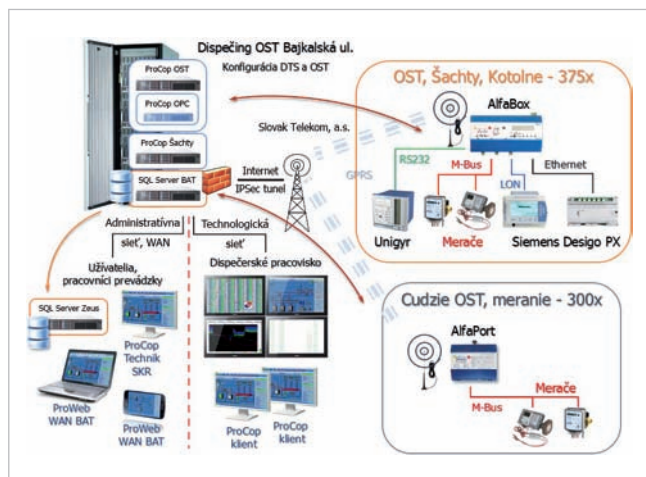 Dispečing OST Bajkalská ul.
Konfigurácia DTS a OST
ProCop OST
ProCop OPC
ProCop Šachty
SQL Server BAT
Slovak Telekom, a.s.
GPRS
Internet
IPSec tunel
Administratívna
sieť, WAN
Technologická
sieť
Užívatelia,
pracovníci prevádzky
Dispečerské pracovisko
SQL Server Zeus
ProCop
Technik
SKR
ProWeb
WAN BAT
ProWeb
WAN BAT
ProCop
klient
ProCop
klient
OST, Šachty, Kotolne - 375x
AlfaBox
RS232
M-Bus
LON
Ethernet
Unigyr
Merače
Siemens Desigo PX
Cudzie OST, meranie - 300x
AlfaPort
M-Bus
Merače